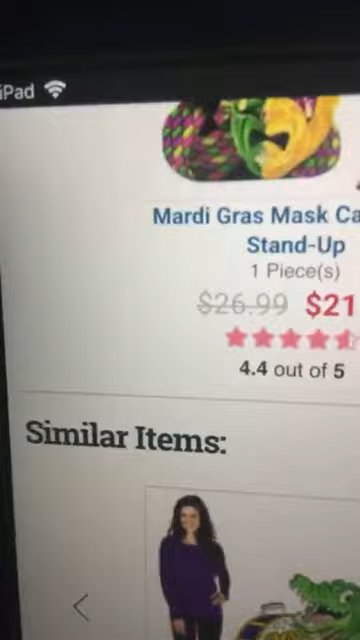 iPad
Mardi Gras Mask Ca
Stand-Up
1 Piece(s)
$26.99 $21
4.4 out of 5
Similar Items: